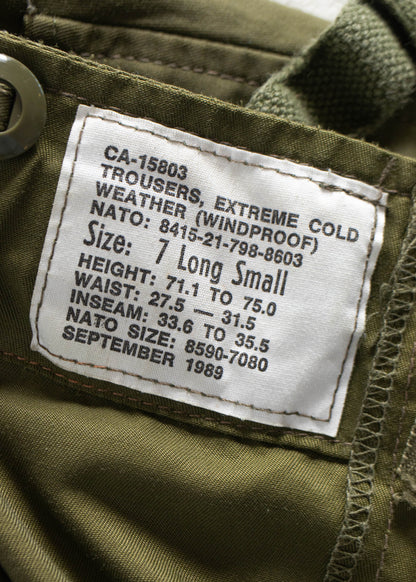 CA-15803
TROUSERS, EXTREME COLD
WEATHER (WINDPROOF)
NATO: 8415-21-798-8603
Size: 7 Long Small
HEIGHT: 71.1 TO 75.0
WAIST: 27.5 — 31.5
INSEAM: 33.6 TO 35.5
NATO SIZE: 8590-7080
SEPTEMBER 1989